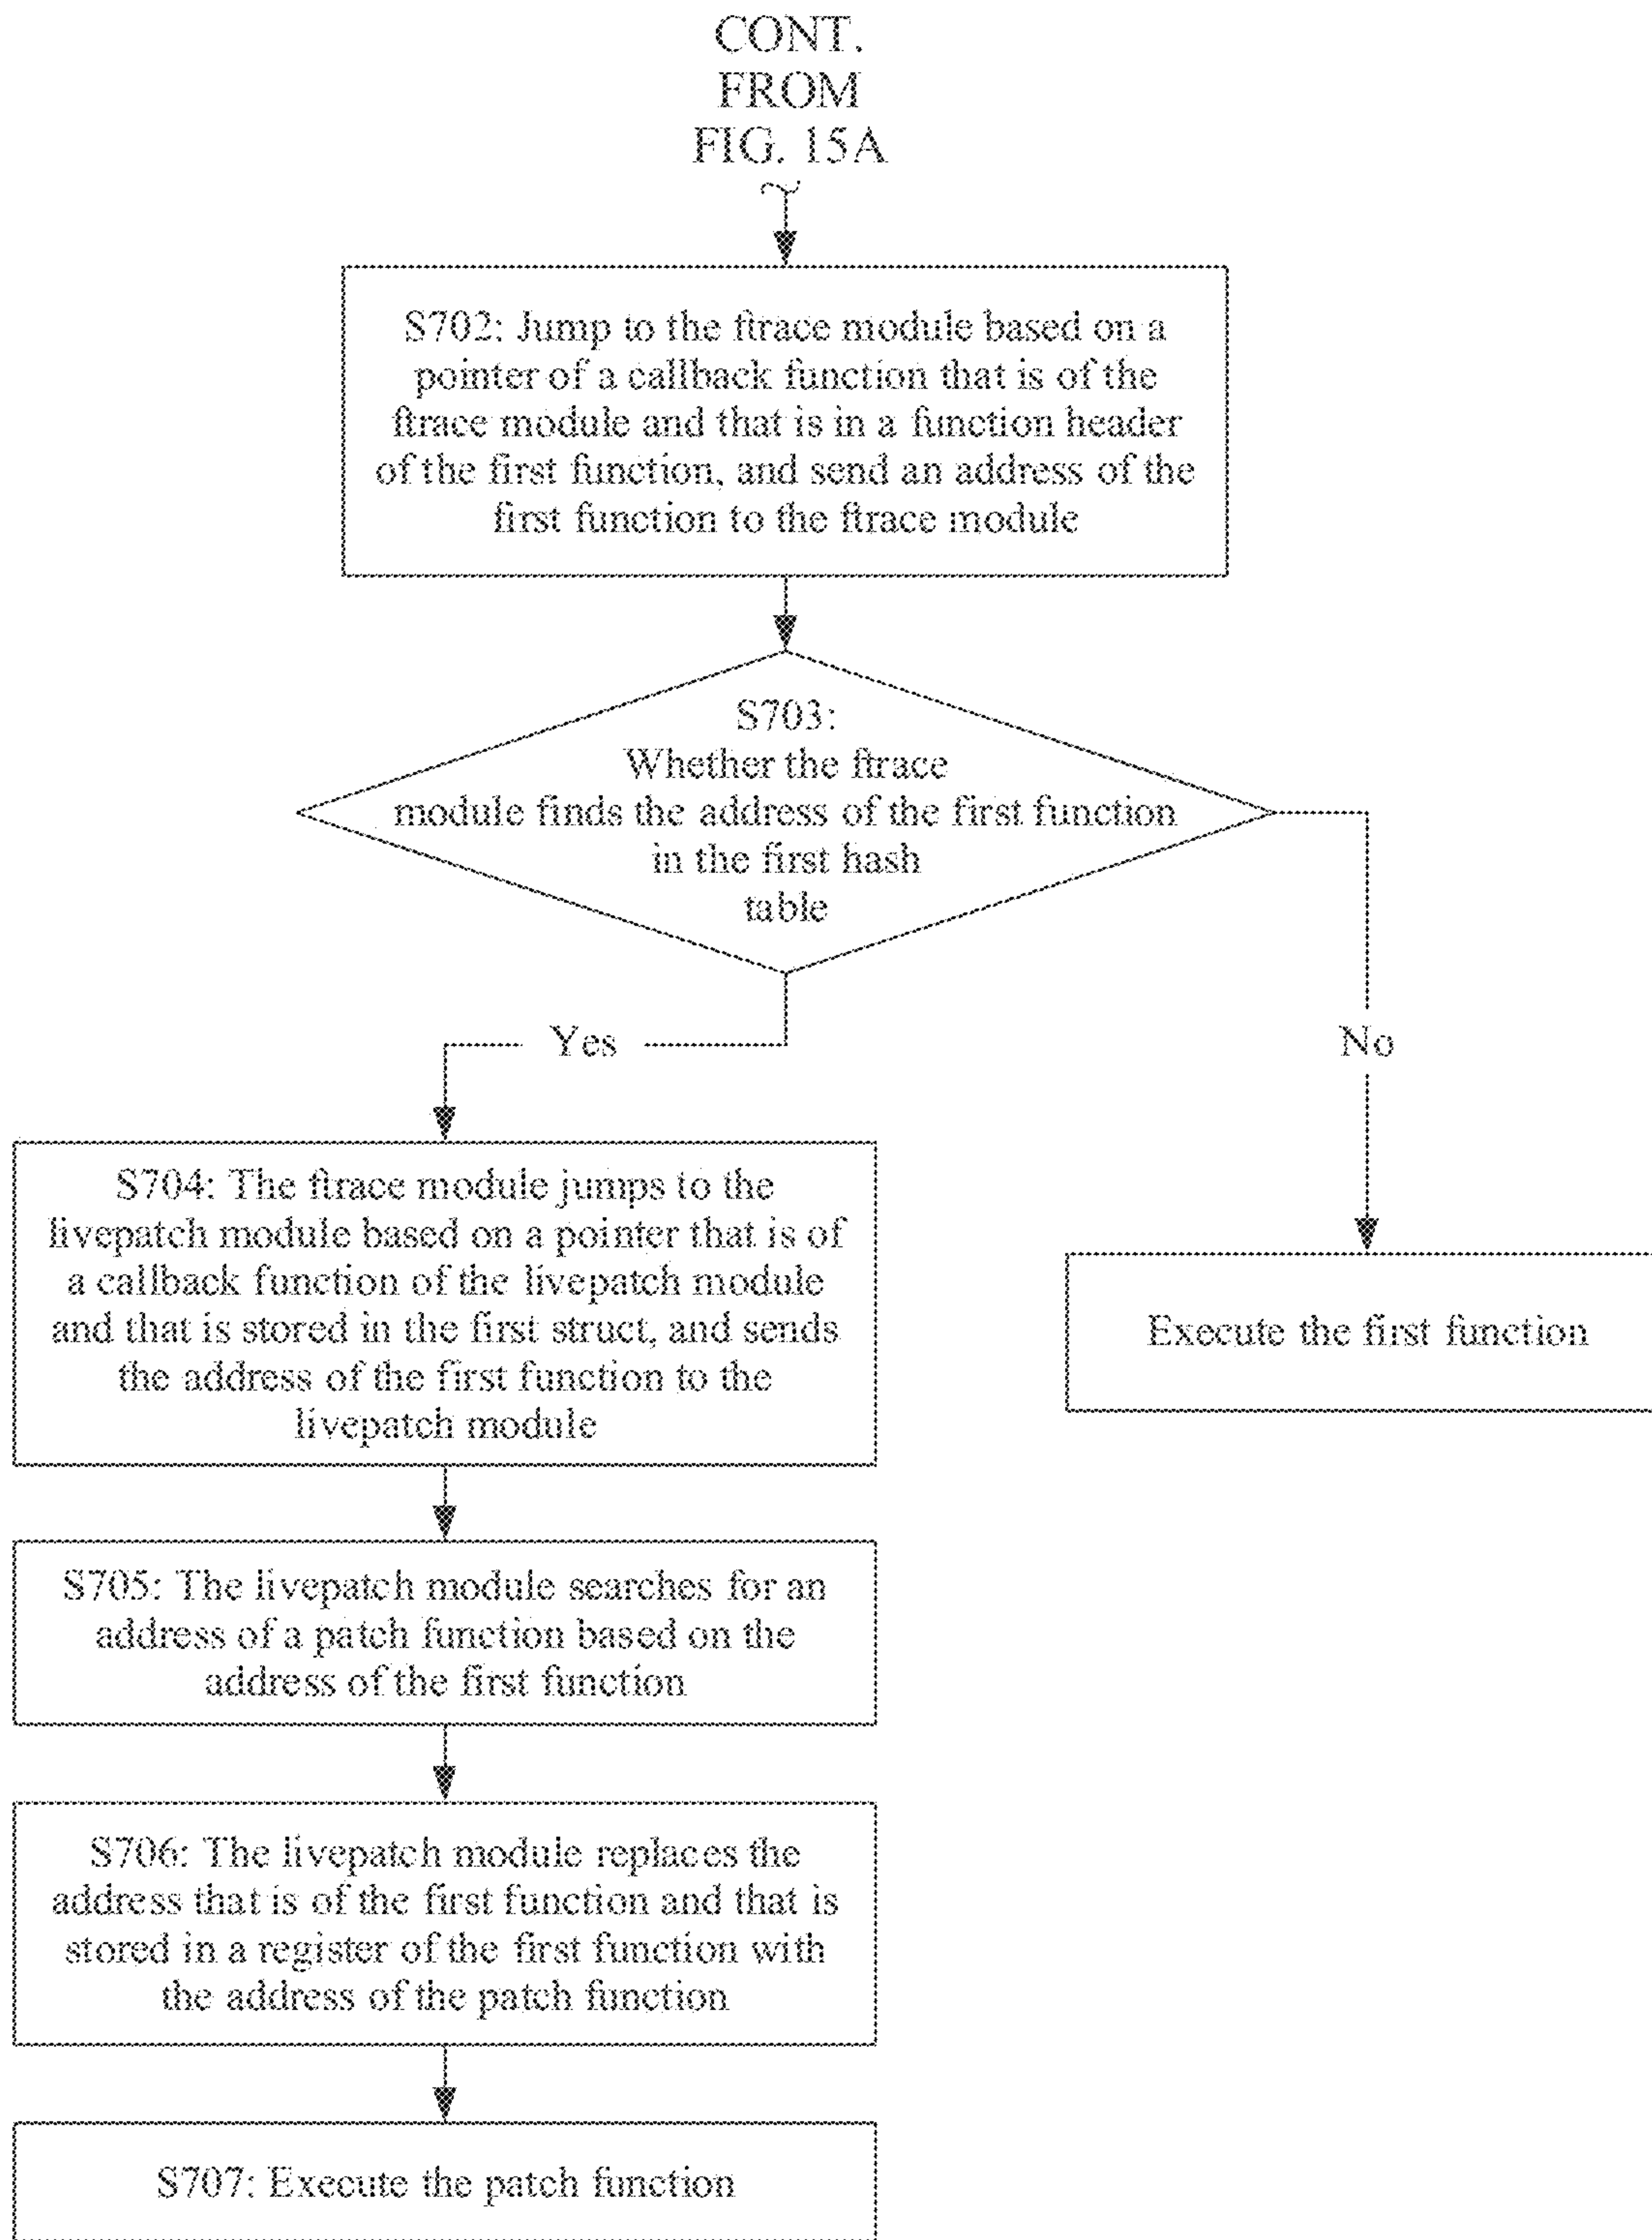 CONT.
FROM
FIG. 15A
S702: Jump to the ftrace module based on a
pointer of a callback function that is of the
ftrace module and that is in a function header
of the first function, and send an address of the
first function to the ftrace module
S703:
Whether the ftrace
module finds the address of the first function
in the first hash
table
Yes
No
S704: The ftrace module jumps to the
livepatch module based on a pointer that is of
a callback function of the livepatch module
and that is stored in the first struct, and sends
the address of the first function to the
livepatch module
Execute the first function
S705: The livepatch module searches for an
address of a patch function based on the
address of the first function
S706: The livepatch module replaces the
address that is of the first function and that is
stored in a register of the first function with
the address of the patch function
S707: Execute the patch function